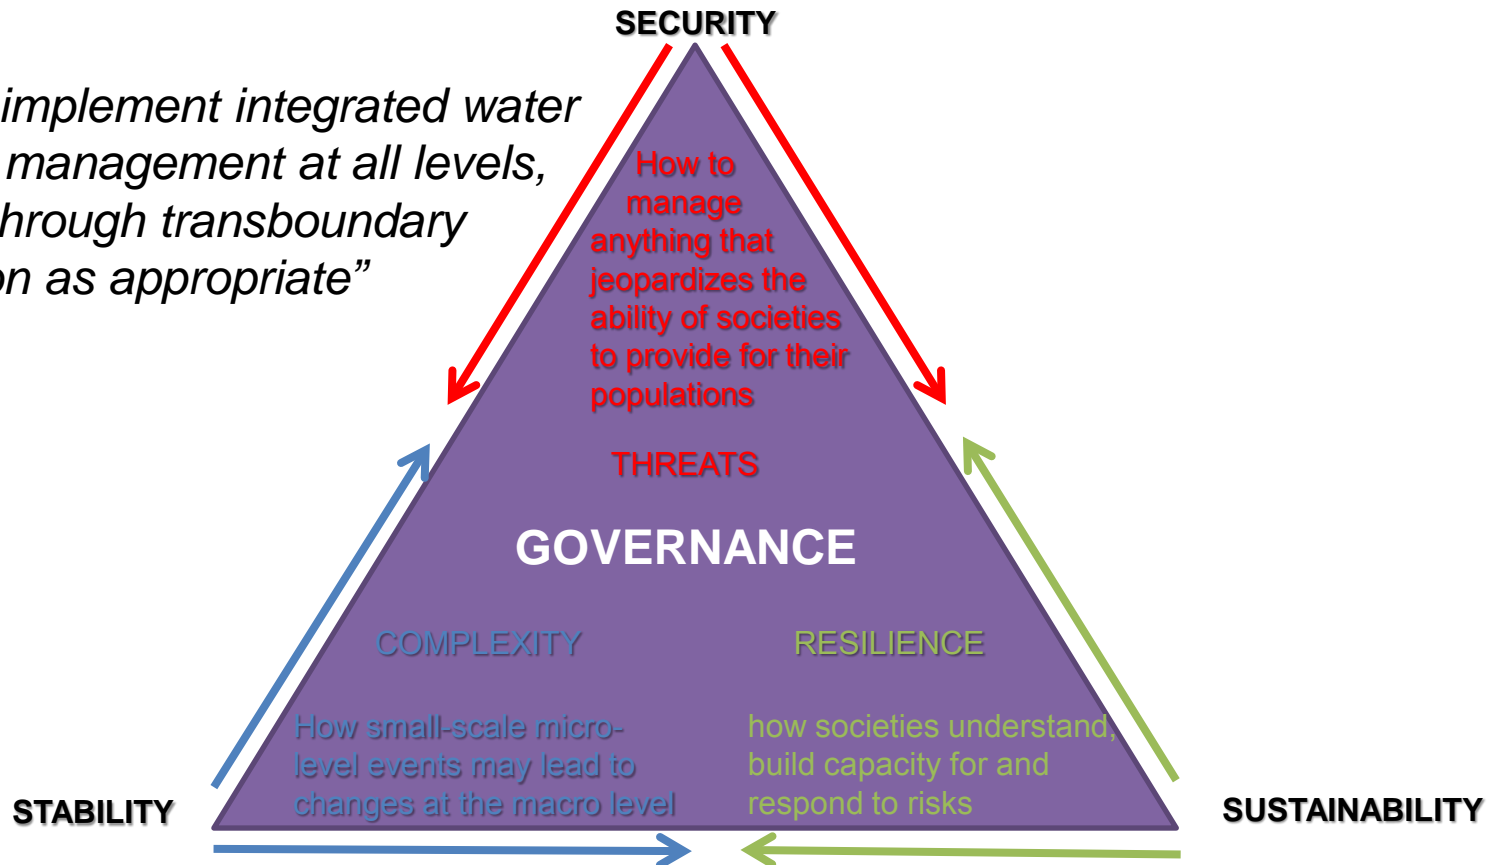 SECURITY
implement integrated water
management at all levels,
through transboundary
on as appropriate”
How to
manage
anything that
jeopardizes the
ability of societies
to provide for their
populations
THREATS
GOVERNANCE
COMPLEXITY
RESILIENCE
How small-scale micro-
level events may lead to
changes at the macro level
how societies understand,
build capacity for and
respond to risks
STABILITY
SUSTAINABILITY